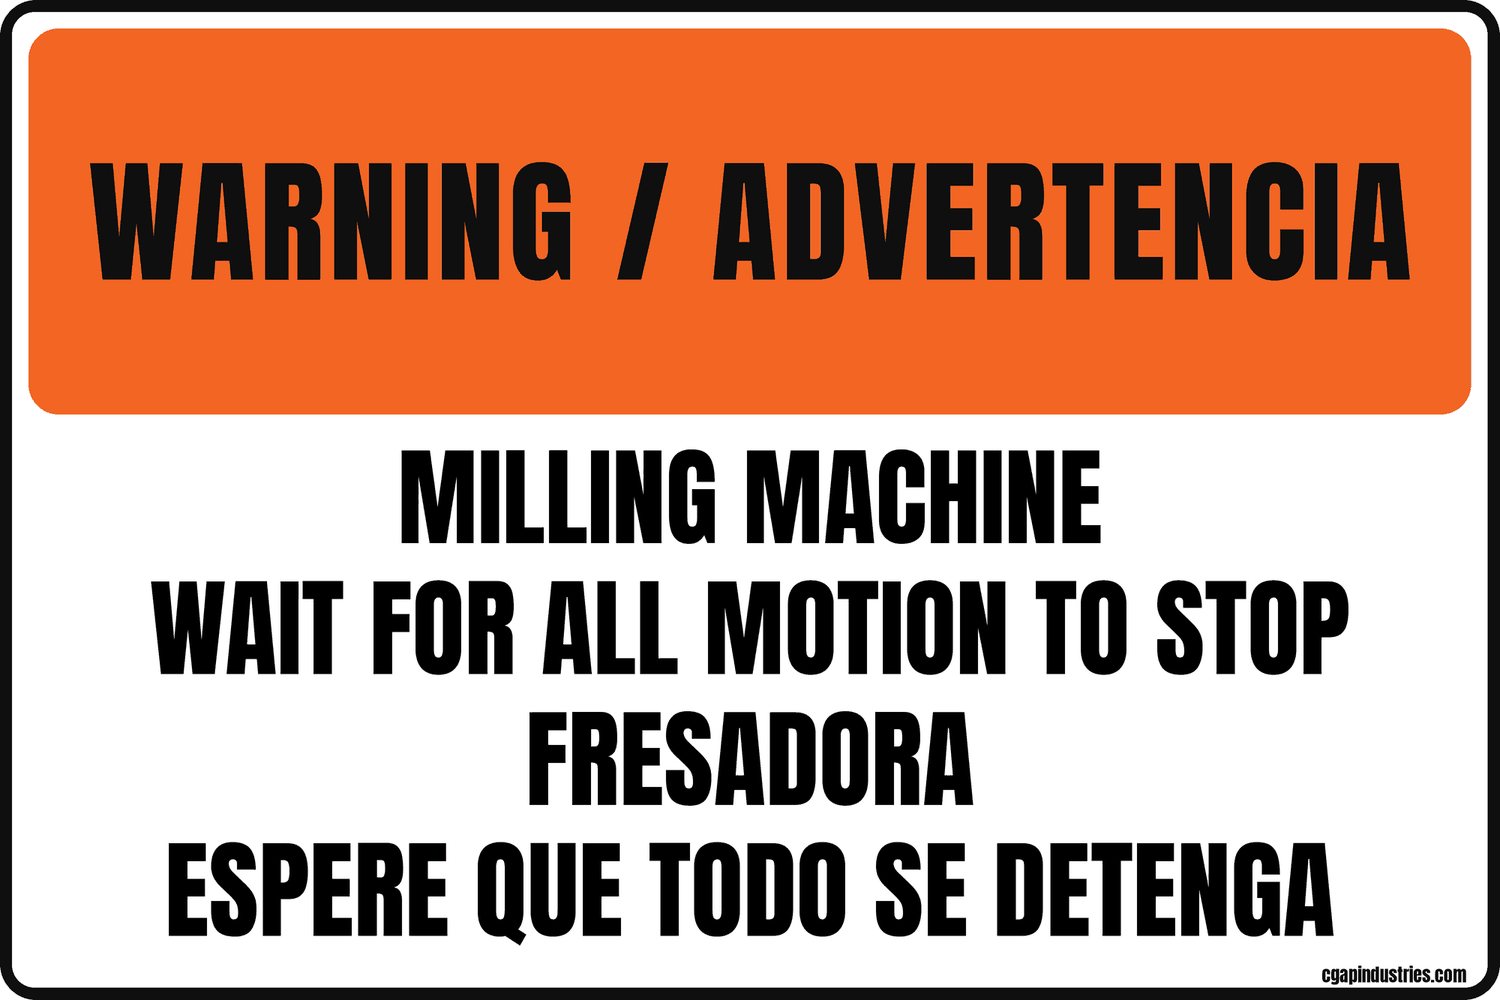 WARNING / ADVERTENCIA
MILLING MACHINE
WAIT FOR ALL MOTION TO STOP
FRESADORA
ESPERE QUE TODO SE DETENGA
cgapindustries.com